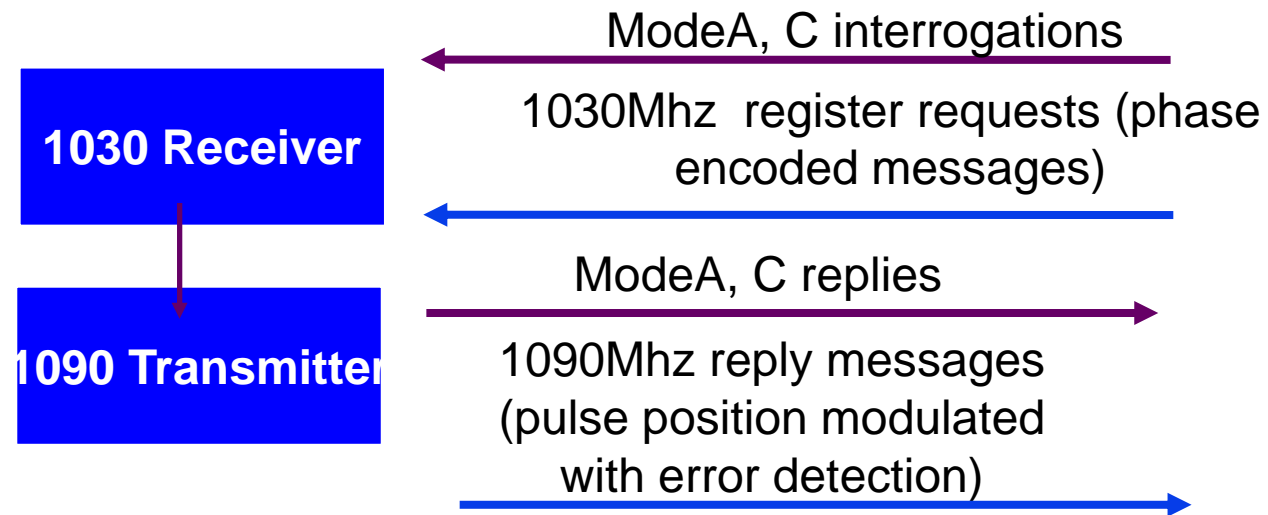 ModeA, C interrogations
1030 Receiver
1030Mhz register requests (phase
encoded messages)
ModeA, C replies
1090 Transmitter
1090Mhz reply messages
(pulse position modulated
with error detection)